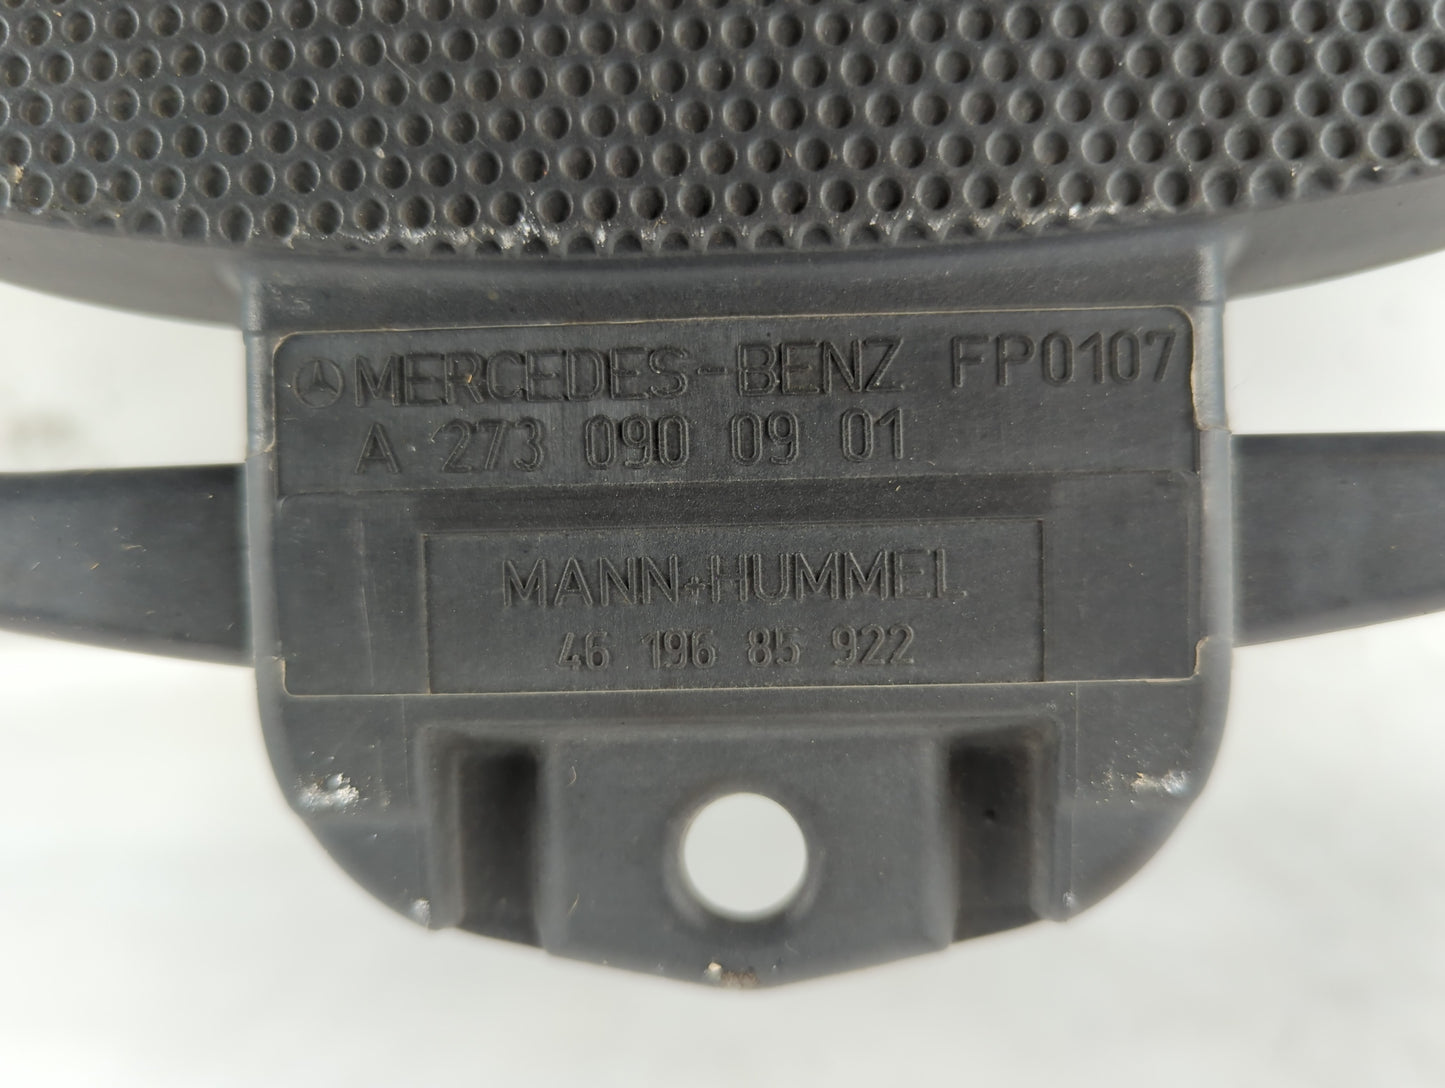 MERCEDES-BENZ FP0107
A 273 090 09 01
MANN+HUMMEL
46 196 85 922